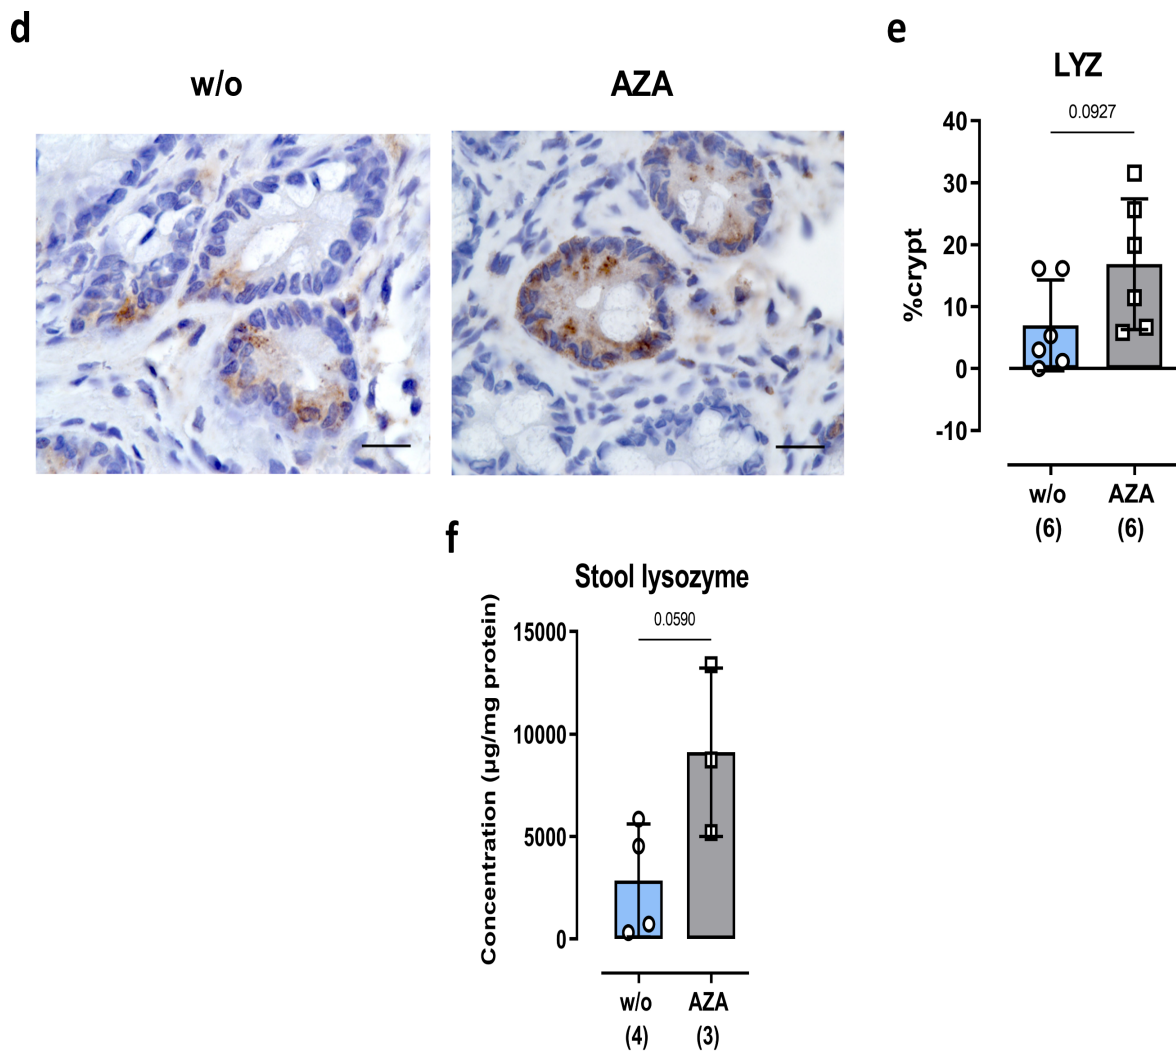 d
w/o
AZA
e
LYZ
0.0927
%crypt
40
30
20
10
0
-10
w/o
AZA
(6)
(6)
f
Stool lysozyme
0.0590
Concentration (µg/mg protein)
15000
10000
5000
0
w/o
AZA
(4)
(3)